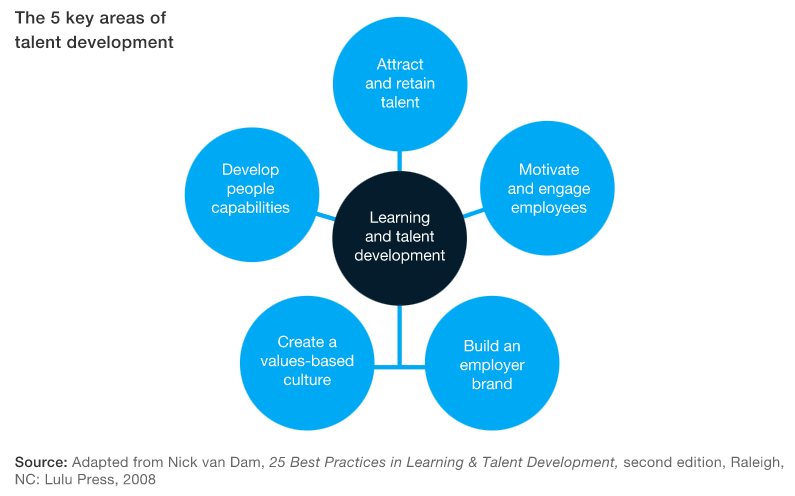 The 5 key areas of
talent development
Attract
and retain
talent
Develop
people
capabilities
Motivate
and engage
employees
Learning
and talent
development
Create a
values-based
culture
Build an
employer
brand
Source: Adapted from Nick van Dam, 25 Best Practices in Learning & Talent Development, second edition, Raleigh,
NC: Lulu Press, 2008